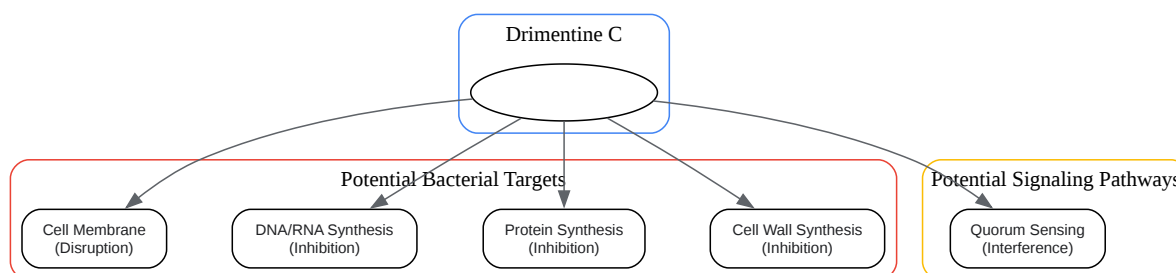 Drimentine C
Potential Bacterial Targets
Potential Signaling Pathways
Cell Membrane
(Disruption)
DNA/RNA Synthesis
(Inhibition)
Protein Synthesis
(Inhibition)
Cell Wall Synthesis
(Inhibition)
Quorum Sensing
(Interference)